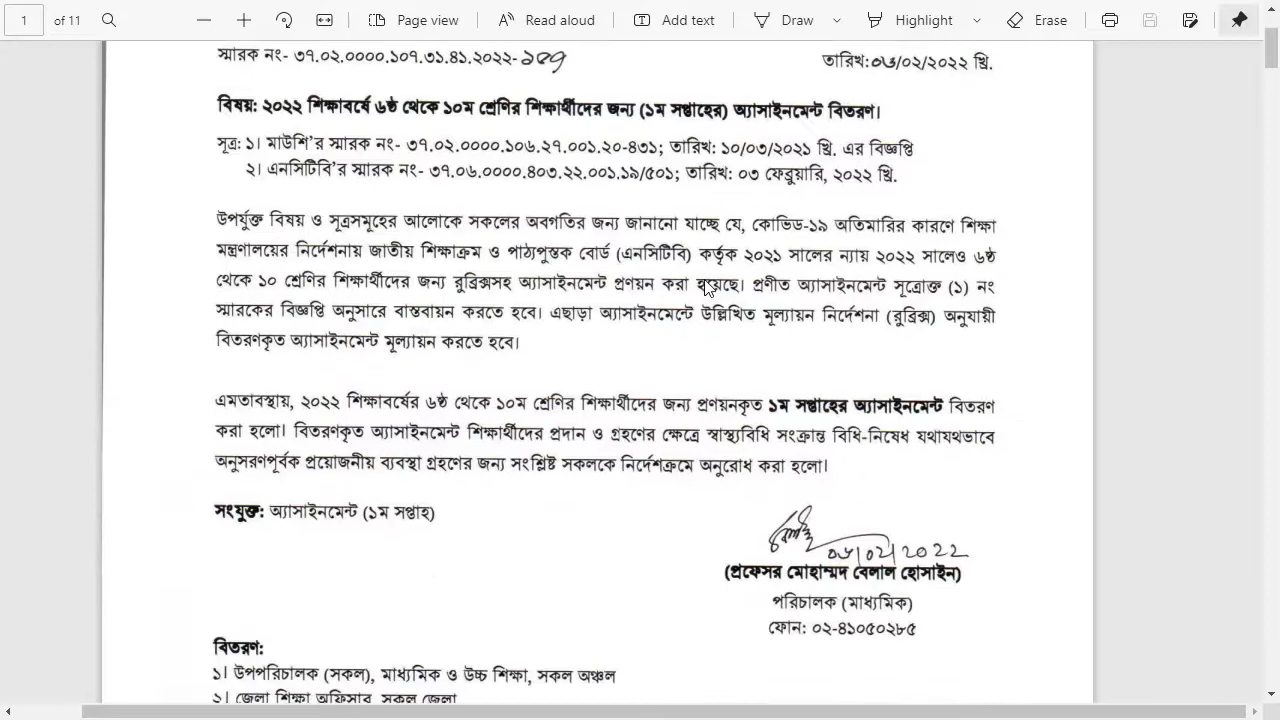 1 of 11 Page view Read aloud Add text Draw Highlight Erase
স্মারক নং- ৩৭.০২.০০০০.১০৭.৩১.৪১.২০২২-১৫৭ তারিখ:০৬/০২/২০২২ খ্রি.
বিষয়: ২০২২ শিক্ষাবর্ষে ৬ষ্ঠ থেকে ১০ম শ্রেণির শিক্ষার্থীদের জন্য (১ম সপ্তাহের) অ্যাসাইনমেন্ট বিতরণ।
সূত্র: ১। মাউশি'র স্মারক নং- ৩৭.০২.০০০০.১০৬.২৭.০০১.২০-৪৩১; তারিখ: ১০/০৩/২০২১ খ্রি. এর বিজ্ঞপ্তি
২। এনসিটিবি'র স্মারক নং- ৩৭.০৬.০০০০.৪০৩.২২.০০১.১৯/৫০১; তারিখ: ০৩ ফেব্রুয়ারি, ২০২২ খ্রি.
উপর্যুক্ত বিষয় ও সূত্রসমূহের আলোকে সকলের অবগতির জন্য জানানো যাচ্ছে যে, কোভিড-১৯ অতিমারির কারণে শিক্ষা
মন্ত্রণালয়ের নির্দেশনায় জাতীয় শিক্ষাক্রম ও পাঠ্যপুস্তক বোর্ড (এনসিটিবি) কর্তৃক ২০২১ সালের ন্যায় ২০২২ সালেও ৬ষ্ঠ
থেকে ১০ শ্রেণির শিক্ষার্থীদের জন্য রুব্রিক্সসহ অ্যাসাইনমেন্ট প্রণয়ন করা হয়েছে। প্রণীত অ্যাসাইনমেন্ট সূত্রোক্ত (১) নং
স্মারকের বিজ্ঞপ্তি অনুসারে বাস্তবায়ন করতে হবে। এছাড়া অ্যাসাইনমেন্টে উল্লিখিত মূল্যায়ন নির্দেশনা (রুব্রিক্স) অনুযায়ী
বিতরণকৃত অ্যাসাইনমেন্ট মূল্যায়ন করতে হবে।
এমতাবস্থায়, ২০২২ শিক্ষাবর্ষের ৬ষ্ঠ থেকে ১০ম শ্রেণির শিক্ষার্থীদের জন্য প্রণয়নকৃত ১ম সপ্তাহের অ্যাসাইনমেন্ট বিতরণ
করা হলো। বিতরণকৃত অ্যাসাইনমেন্ট শিক্ষার্থীদের প্রদান ও গ্রহণের ক্ষেত্রে স্বাস্থ্যবিধি সংক্রান্ত বিধি-নিষেধ যথাযথভাবে
অনুসরণপূর্বক প্রয়োজনীয় ব্যবস্থা গ্রহণের জন্য সংশ্লিষ্ট সকলকে নির্দেশক্রমে অনুরোধ করা হলো।
সংযুক্ত: অ্যাসাইনমেন্ট (১ম সপ্তাহ)
০৬/০২/২০২২
(প্রফেসর মোহাম্মদ বেলাল হোসাইন)
পরিচালক (মাধ্যমিক)
ফোন: ০২-৪১০৫০২৮৫
বিতরণ:
১। উপপরিচালক (সকল), মাধ্যমিক ও উচ্চ শিক্ষা, সকল অঞ্চল
২। জেলা শিক্ষা অফিসার, সকল জেলা